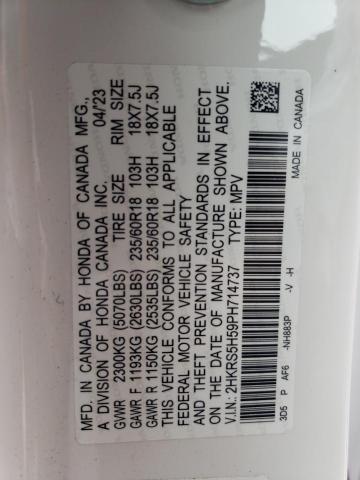 MFD. IN CANADA BY HONDA OF CANADA MFG.,
A DIVISION OF HONDA CANADA INC. 04/'23
GVWR 2300KG (5070LBS) TIRE SIZE RIM SIZE
GAWR F 1193KG (2630LBS) 235/60R18 103H 18X7.5J
GAWR R 1150KG (2535LBS) 235/60R18 103H 18X7.5J
THIS VEHICLE CONFORMS TO ALL APPLICABLE
FEDERAL MOTOR VEHICLE SAFETY
AND THEFT PREVENTION STANDARDS IN EFFECT
ON THE DATE OF MANUFACTURE SHOWN ABOVE.
V.I.N.: 2HKRS5H59PH714737 TYPE: MPV
3D5 P AF6 -NH883P -V -H MADE IN CANADA